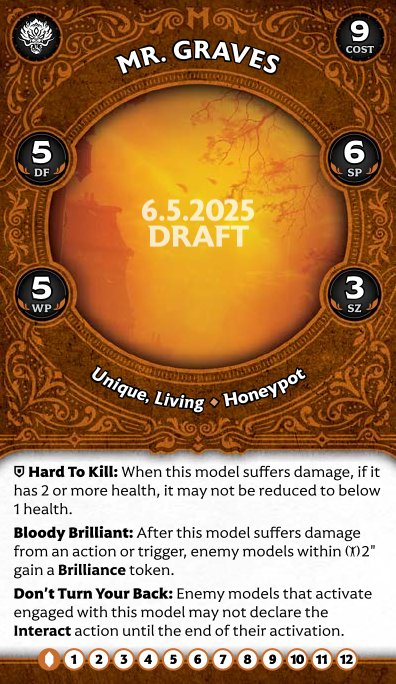 MR. GRAVES
9
COST
5
DF
6
SP
6.5.2025
DRAFT
5
WP
3
SZ
Unique, Living ⬥ Honeypot
Hard To Kill: When this model suffers damage, if it
has 2 or more health, it may not be reduced to below
1 health.
Bloody Brilliant: After this model suffers damage
from an action or trigger, enemy models within 2"
gain a Brilliance token.
Don't Turn Your Back: Enemy models that activate
engaged with this model may not declare the
Interact action until the end of their activation.
1 2 3 4 5 6 7 8 9 10 11 12